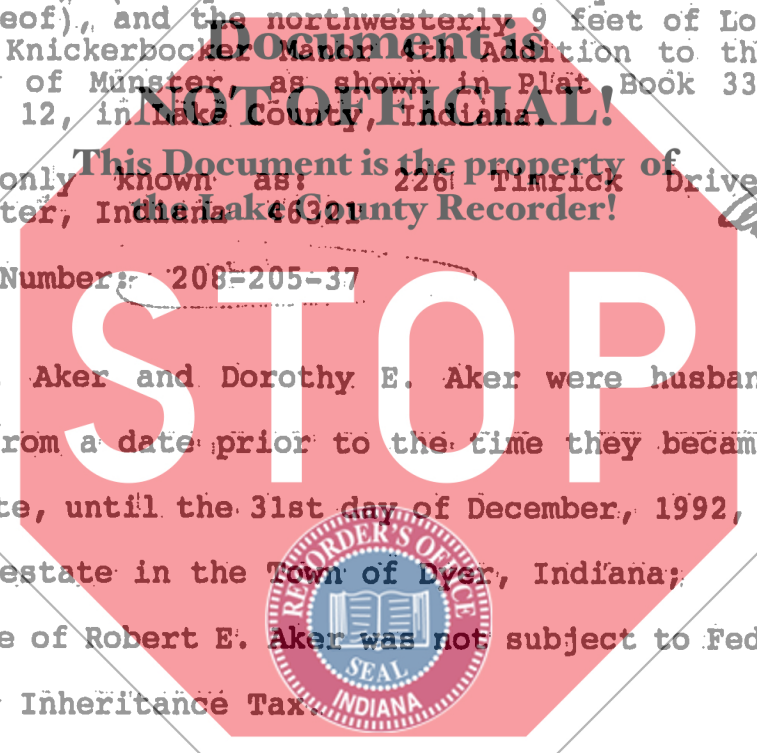 eof), and the northwesterly 9 feet of Lo
Document is
Knickerbocker Manor 4th Addition to th
of Munster, as shown in Plat Book 33
NOT OFFICIAL!
12, in Lake County, Indiana.
This Document is the property of
only known as: 226 Timrick Drive
the Lake County Recorder!
ter, Indiana 46321
Number: 208-205-37
STOP
. Aker and Dorothy E. Aker were husban
rom a date prior to the time they becam
te, until the 31st day of December, 1992,
estate in the Town of Dyer, Indiana;
RECORDER'S OFFICE
e of Robert E. Aker was not subject to Fed
SEAL
INDIANA
Inheritance Tax.